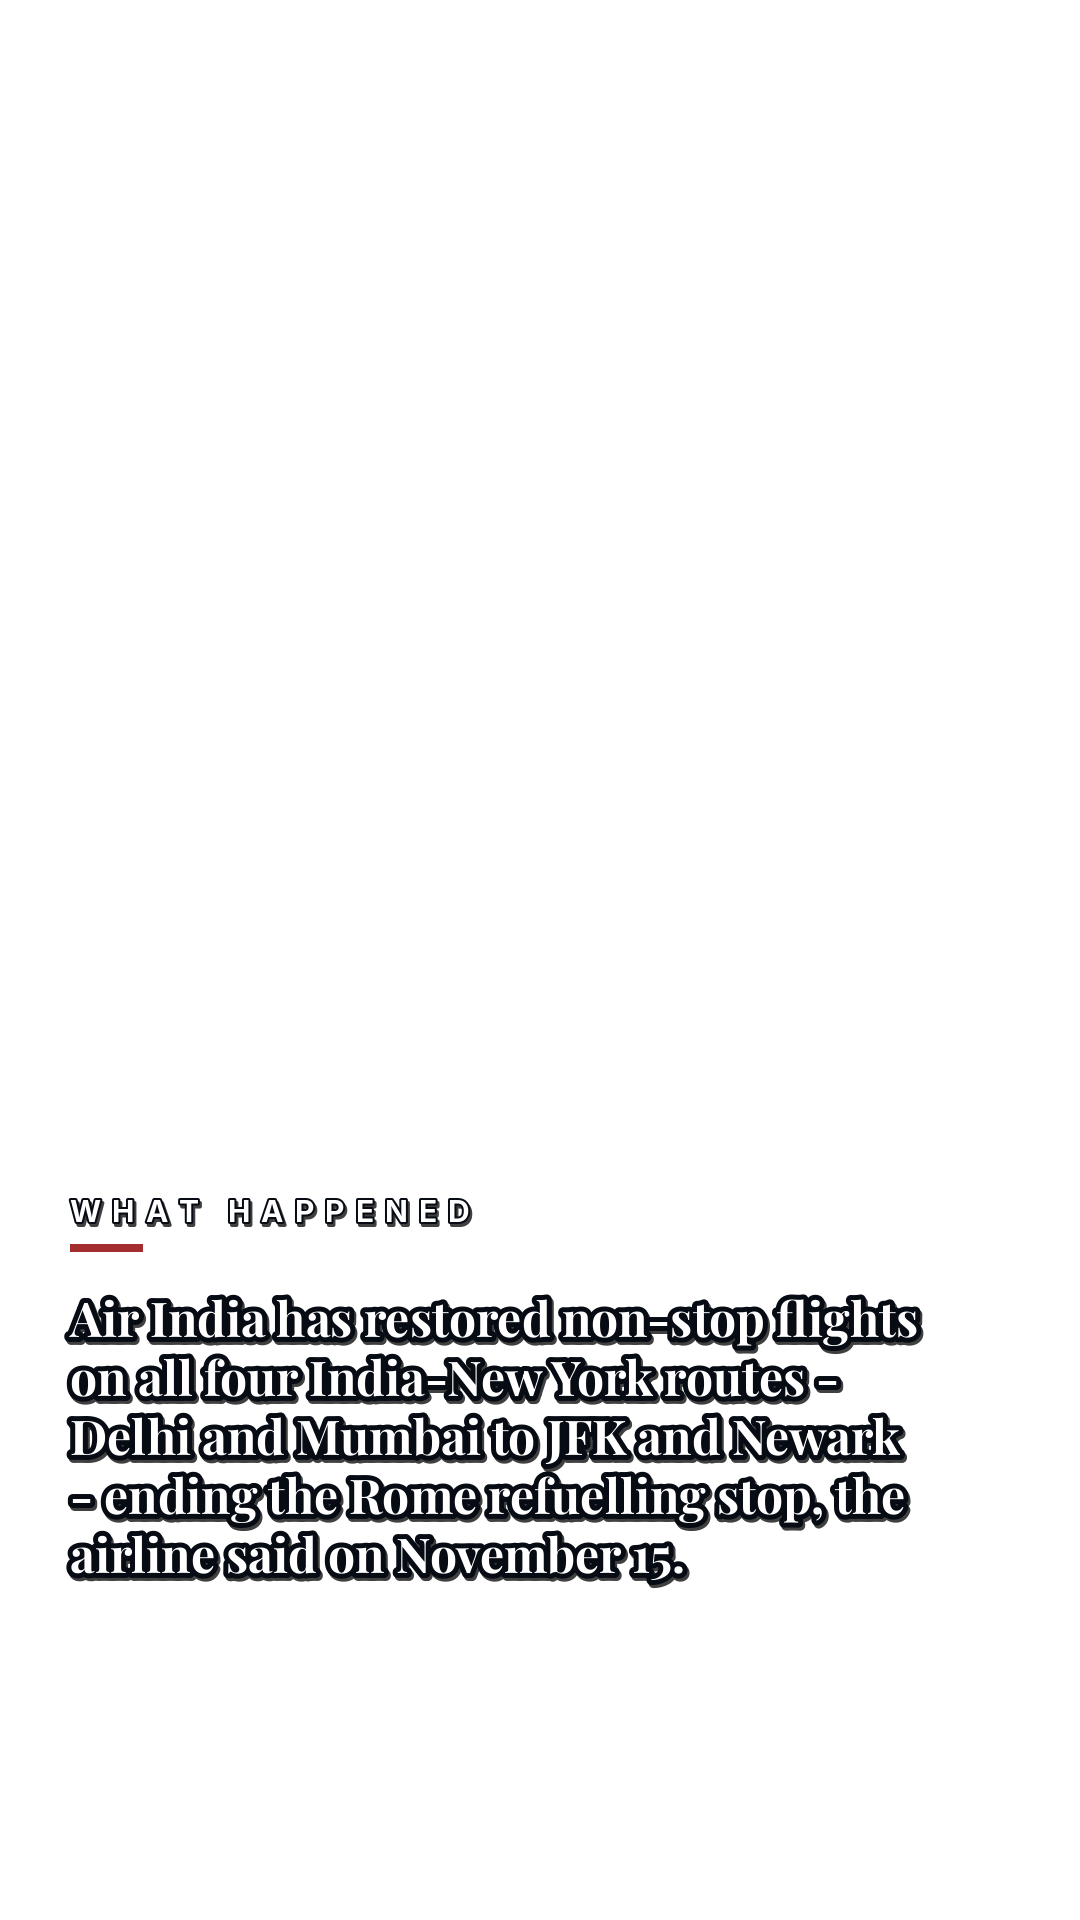 WHAT HAPPENED
Air India has restored non-stop flights
on all four India-New York routes -
Delhi and Mumbai to JFK and Newark
- ending the Rome refuelling stop, the
airline said on November 15.